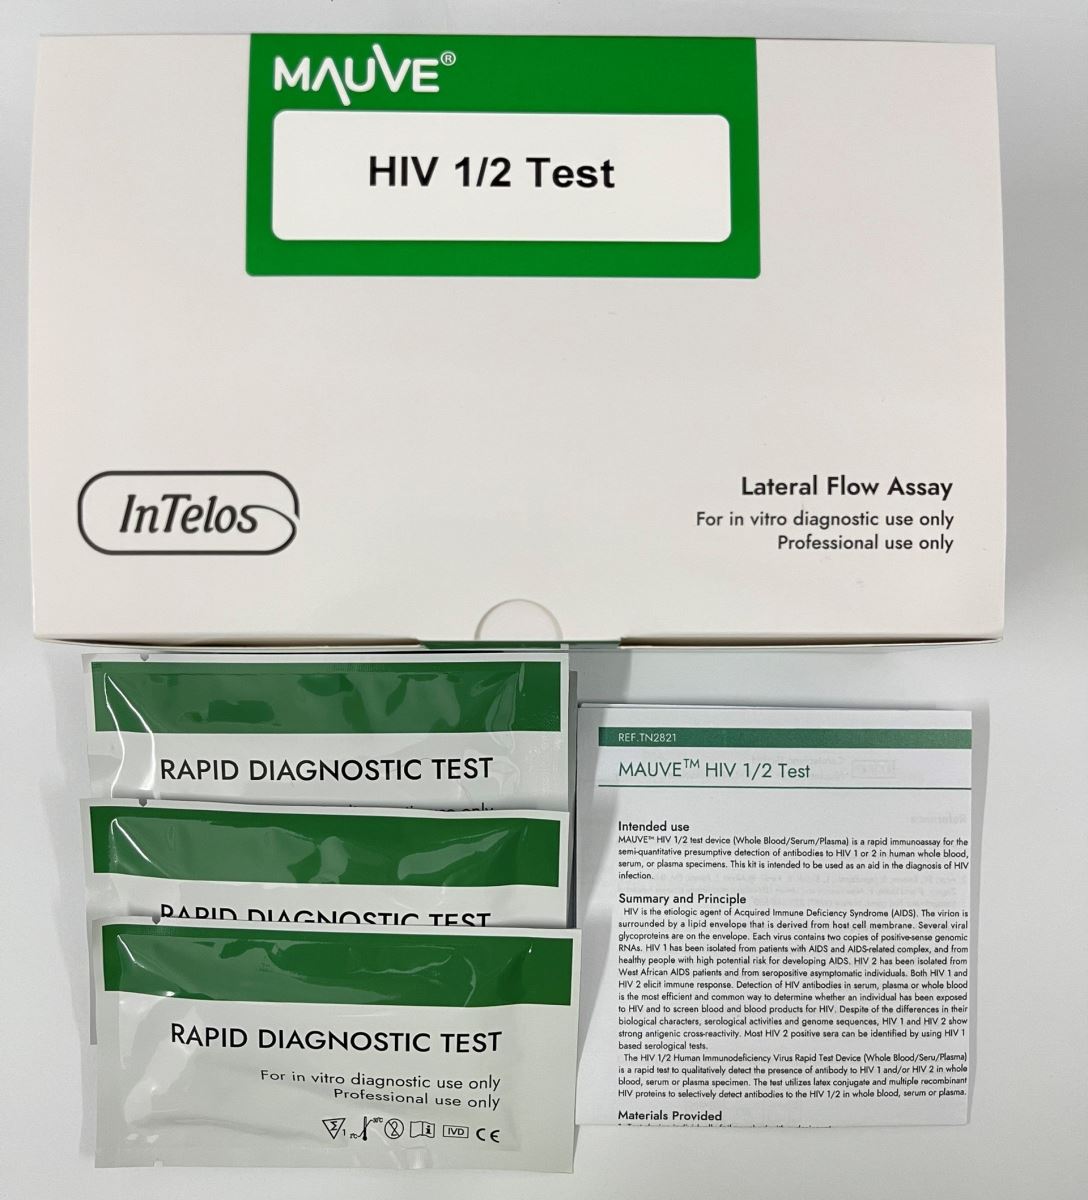 MAUVE®
HIV 1/2 Test
InTelos
Lateral Flow Assay
For in vitro diagnostic use only
Professional use only
RAPID DIAGNOSTIC TEST
RAPID DIAGNOSTIC TEST
RAPID DIAGNOSTIC TEST
For in vitro diagnostic use only
Professional use only
Σ 1 2°C 30°C 2 i IVD CE
REF.TN2821
MAUVE™ HIV 1/2 Test
Intended use
MAUVE™ HIV 1/2 test device (Whole Blood/Serum/Plasma) is a rapid immunoassay for the
semi-quantitative presumptive detection of antibodies to HIV 1 or 2 in human whole blood,
serum, or plasma specimens. This kit is intended to be used as an aid in the diagnosis of HIV
infection.
Summary and Principle
HIV is the etiologic agent of Acquired Immune Deficiency Syndrome (AIDS). The virion is
surrounded by a lipid envelope that is derived from host cell membrane. Several viral
glycoproteins are on the envelope. Each virus contains two copies of positive-sense genomic
RNAs. HIV 1 has been isolated from patients with AIDS and AIDS-related complex, and from
healthy people with high potential risk for developing AIDS. HIV 2 has been isolated from
West African AIDS patients and from seropositive asymptomatic individuals. Both HIV 1 and
HIV 2 elicit immune response. Detection of HIV antibodies in serum, plasma or whole blood
is the most efficient and common way to determine whether an individual has been exposed
to HIV and to screen blood and blood products for HIV. Despite of the differences in their
biological characters, serological activities and genome sequences, HIV 1 and HIV 2 show
strong antigenic cross-reactivity. Most HIV 2 positive sera can be identified by using HIV 1
based serological tests.
The HIV 1/2 Human Immunodeficiency Virus Rapid Test Device (Whole Blood/Seru/Plasma)
is a rapid test to qualitatively detect the presence of antibody to HIV 1 and/or HIV 2 in whole
blood, serum or plasma specimen. The test utilizes latex conjugate and multiple recombinant
HIV proteins to selectively detect antibodies to the HIV 1/2 in whole blood, serum or plasma.
Materials Provided